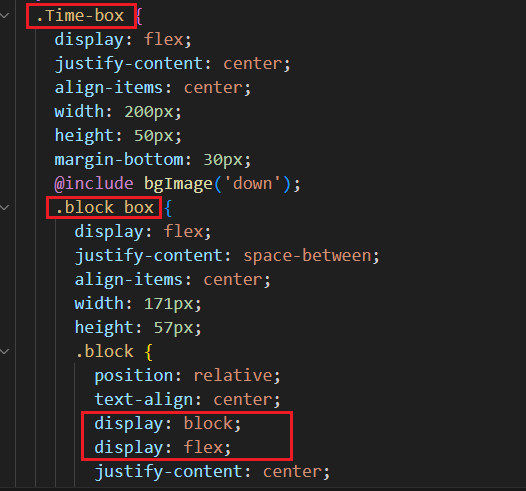 .Time-box {
display: flex;
justify-content: center;
align-items: center;
width: 200px;
height: 50px;
margin-bottom: 30px;
@include bgImage('down');
.block box {
display: flex;
justify-content: space-between;
align-items: center;
width: 171px;
height: 57px;
.block {
position: relative;
text-align: center;
display: block;
display: flex;
justify-content: center;